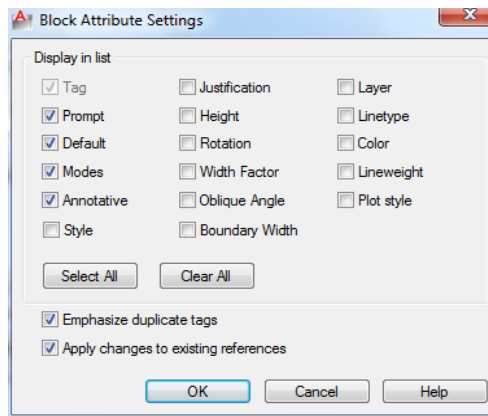 Block Attribute Settings
Display in list
Tag
Justification
Layer
Prompt
Height
Linetype
Default
Rotation
Color
Modes
Width Factor
Lineweight
Annotative
Oblique Angle
Plot style
Style
Boundary Width
Select All
Clear All
Emphasize duplicate tags
Apply changes to existing references
OK
Cancel
Help